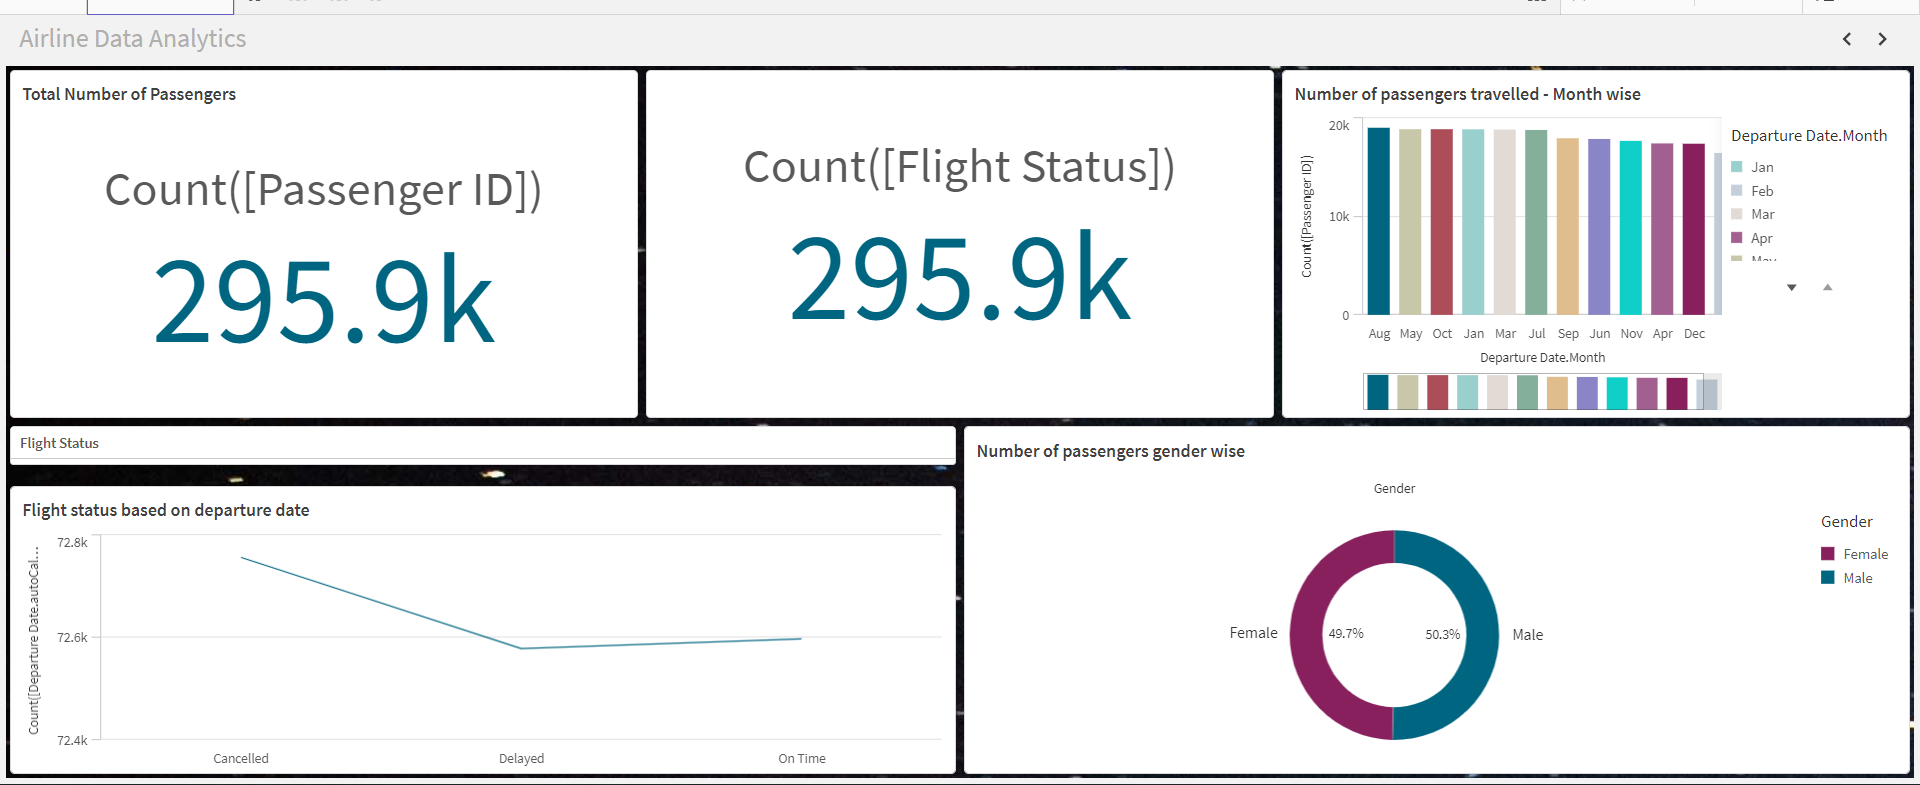 Airline Data Analytics
Total Number of Passengers
Count([Passenger ID])
295.9k
Count([Flight Status])
295.9k
Number of passengers travelled - Month wise
Count([Passenger ID])
20k
10k
0
Aug May Oct Jan Mar Jul Sep Jun Nov Apr Dec
Departure Date.Month
Departure Date.Month
Jan
Feb
Mar
Apr
May
Flight Status
Flight status based on departure date
Count([Departure Date.autoCal...
72.8k
72.6k
72.4k
Cancelled Delayed On Time
Number of passengers gender wise
Gender
Female 49.7% 50.3% Male
Gender
Female
Male